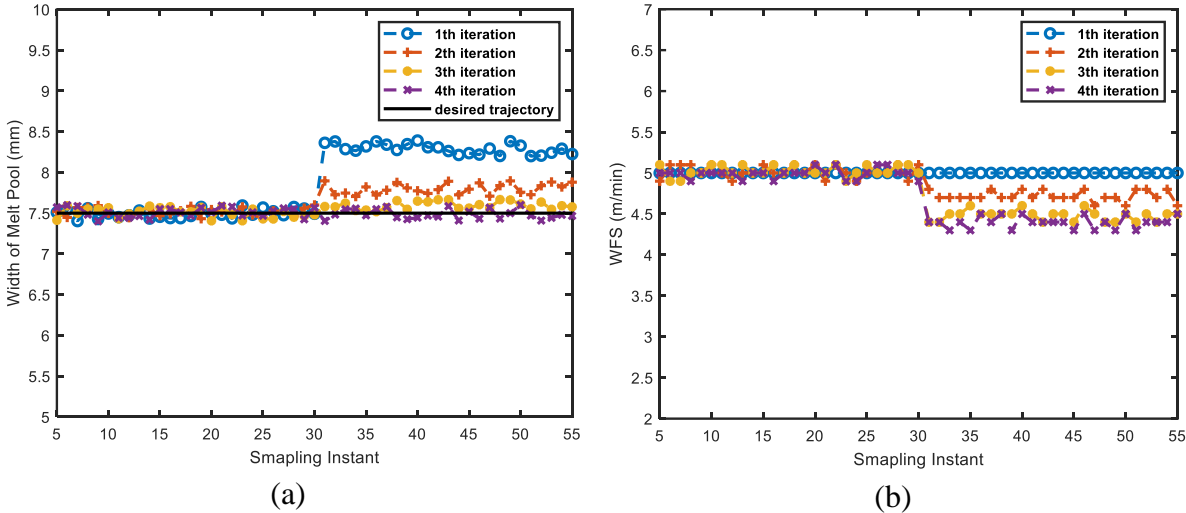 10
9.5
9
8.5
8
7.5
7
6.5
6
5.5
5
Width of Melt Pool (mm)
1th iteration
2th iteration
3th iteration
4th iteration
desired trajectory
5 10 15 20 25 30 35 40 45 50 55
Smapling Instant
(a)
7
6.5
6
5.5
5
4.5
4
3.5
3
2.5
2
WFS (m/min)
1th iteration
2th iteration
3th iteration
4th iteration
5 10 15 20 25 30 35 40 45 50 55
Smapling Instant
(b)